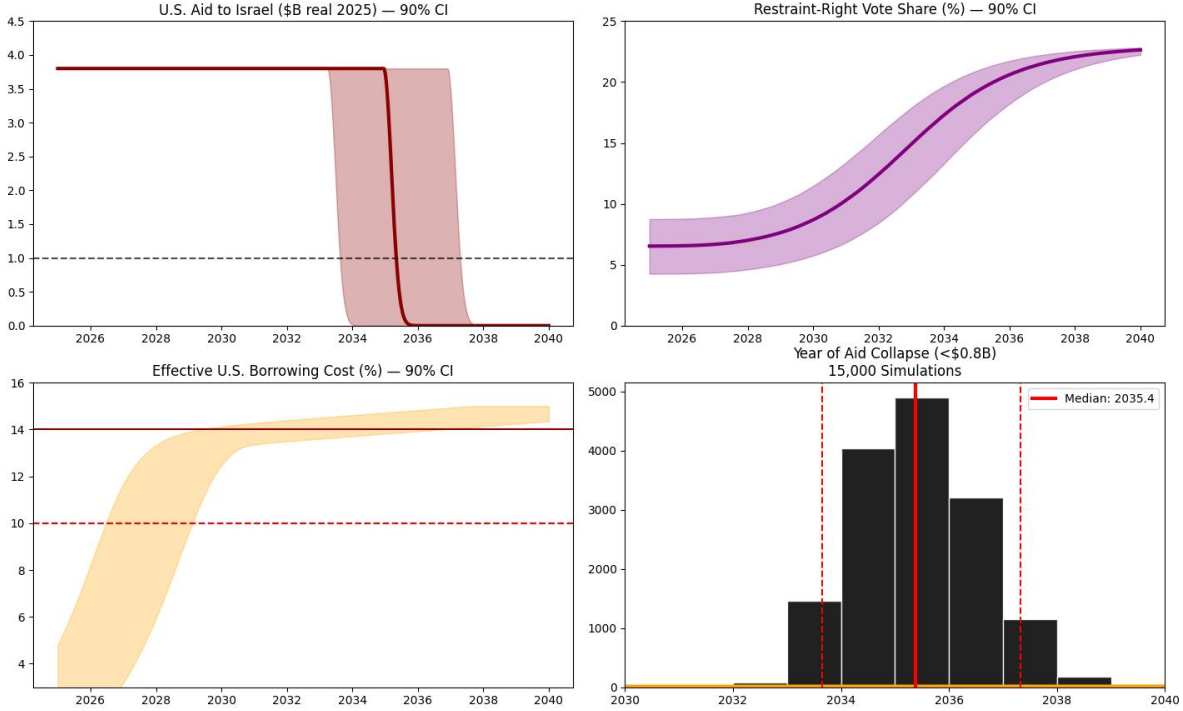 U.S. Aid to Israel ($B real 2025) — 90% CI
4.5
4.0
3.5
3.0
2.5
2.0
1.5
1.0
0.5
0.0
2026 2028 2030 2032 2034 2036 2038 2040
Restraint-Right Vote Share (%) — 90% CI
25
20
15
10
5
0
2026 2028 2030 2032 2034 2036 2038 2040
Effective U.S. Borrowing Cost (%) — 90% CI
16
14
12
10
8
6
4
2026 2028 2030 2032 2034 2036 2038 2040
Year of Aid Collapse (<$0.8B)
15,000 Simulations
Median: 2035.4
5000
4000
3000
2000
1000
0
2030 2032 2034 2036 2038 2040